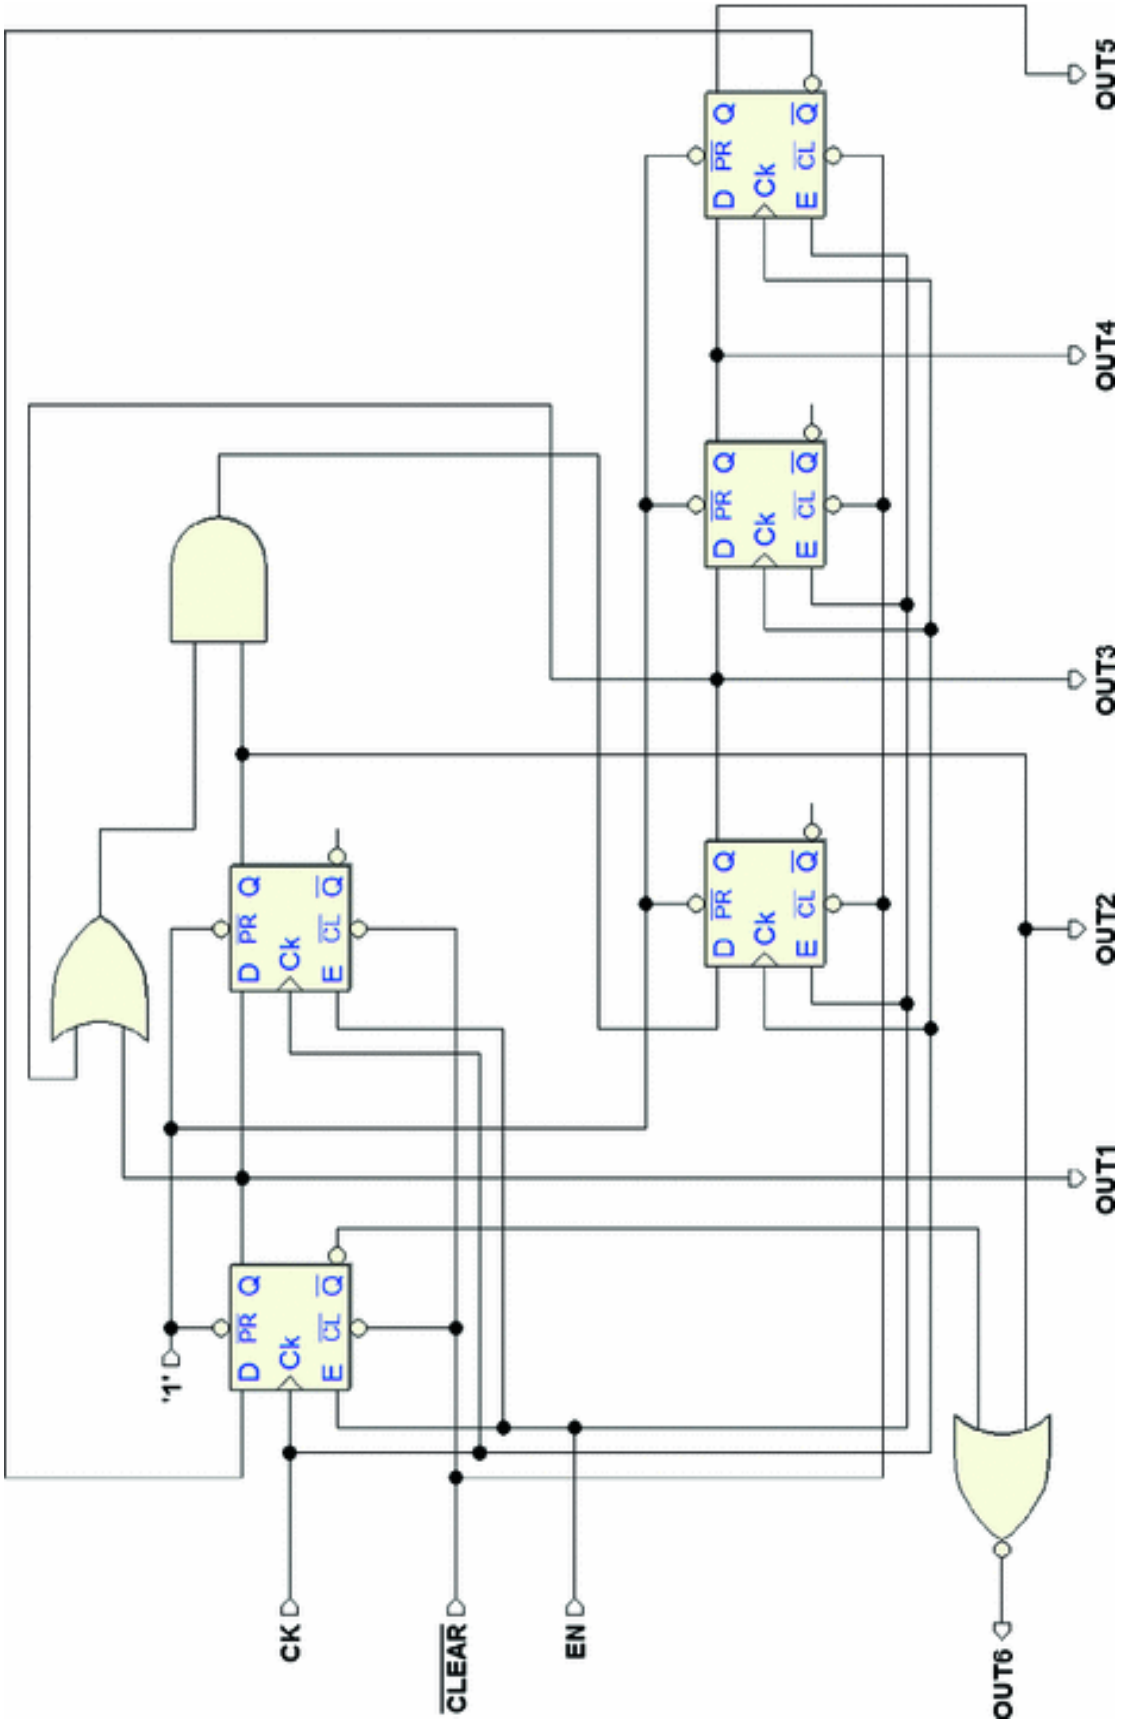 '1'
CK
CLEAR
EN
D PR Q
Ck
E CL Q
D PR Q
Ck
E CL Q
D PR Q
Ck
E CL Q
D PR Q
Ck
E CL Q
D PR Q
Ck
E CL Q
OUT6
OUT1
OUT2
OUT3
OUT4
OUT5